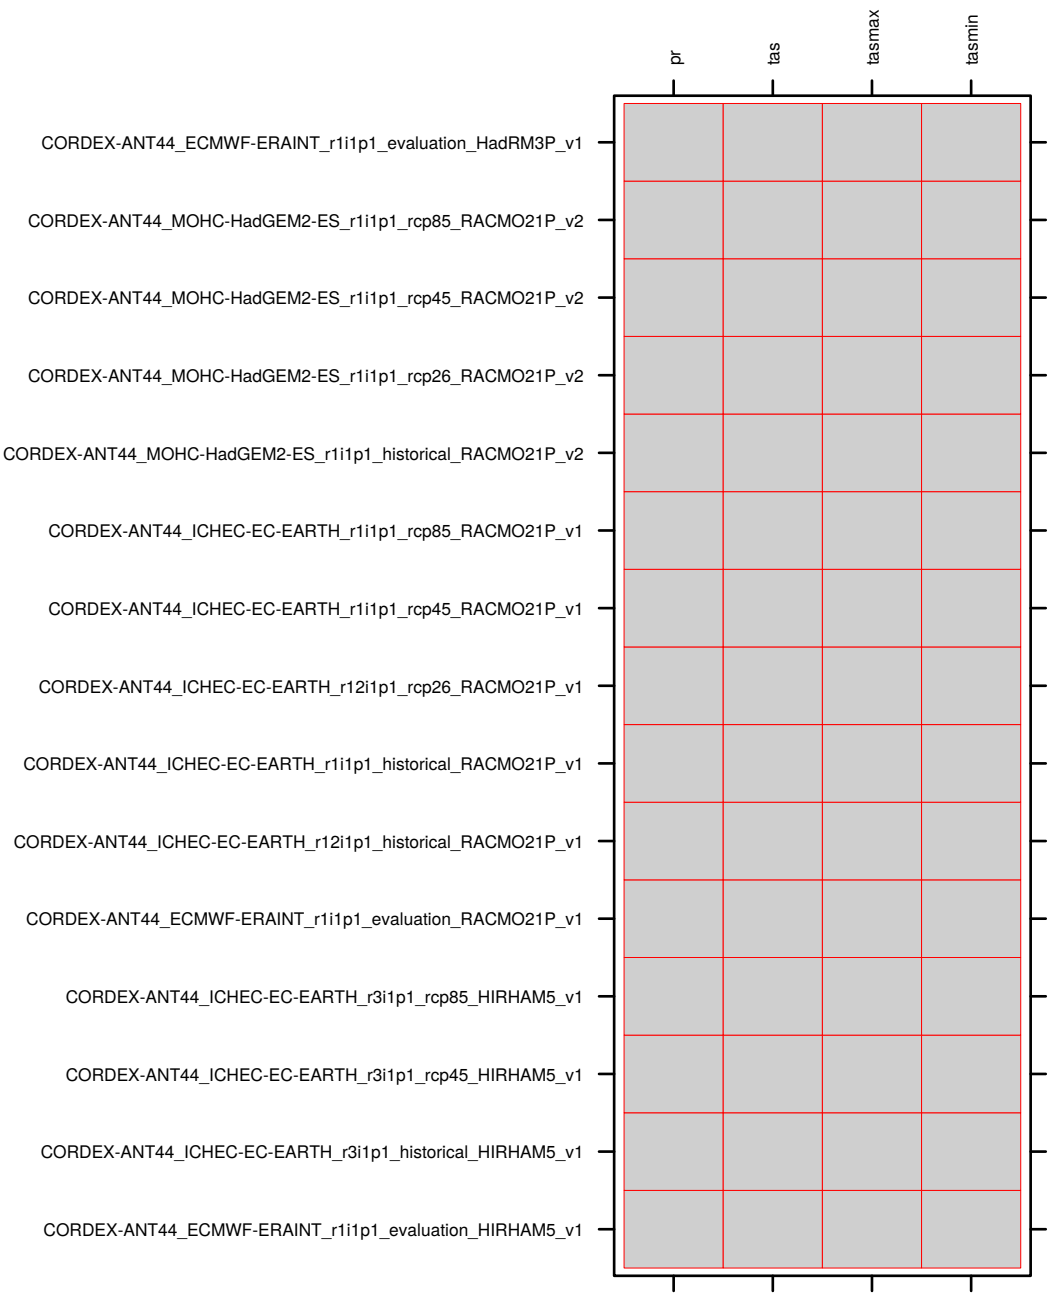 pr
tas
tasmax
tasmin
CORDEX-ANT44_ECMWF-ERAINT_r1i1p1_evaluation_HadRM3P_v1
CORDEX-ANT44_MOHC-HadGEM2-ES_r1i1p1_rcp85_RACMO21P_v2
CORDEX-ANT44_MOHC-HadGEM2-ES_r1i1p1_rcp45_RACMO21P_v2
CORDEX-ANT44_MOHC-HadGEM2-ES_r1i1p1_rcp26_RACMO21P_v2
CORDEX-ANT44_MOHC-HadGEM2-ES_r1i1p1_historical_RACMO21P_v2
CORDEX-ANT44_ICHEC-EC-EARTH_r1i1p1_rcp85_RACMO21P_v1
CORDEX-ANT44_ICHEC-EC-EARTH_r1i1p1_rcp45_RACMO21P_v1
CORDEX-ANT44_ICHEC-EC-EARTH_r12i1p1_rcp26_RACMO21P_v1
CORDEX-ANT44_ICHEC-EC-EARTH_r1i1p1_historical_RACMO21P_v1
CORDEX-ANT44_ICHEC-EC-EARTH_r12i1p1_historical_RACMO21P_v1
CORDEX-ANT44_ECMWF-ERAINT_r1i1p1_evaluation_RACMO21P_v1
CORDEX-ANT44_ICHEC-EC-EARTH_r3i1p1_rcp85_HIRHAM5_v1
CORDEX-ANT44_ICHEC-EC-EARTH_r3i1p1_rcp45_HIRHAM5_v1
CORDEX-ANT44_ICHEC-EC-EARTH_r3i1p1_historical_HIRHAM5_v1
CORDEX-ANT44_ECMWF-ERAINT_r1i1p1_evaluation_HIRHAM5_v1